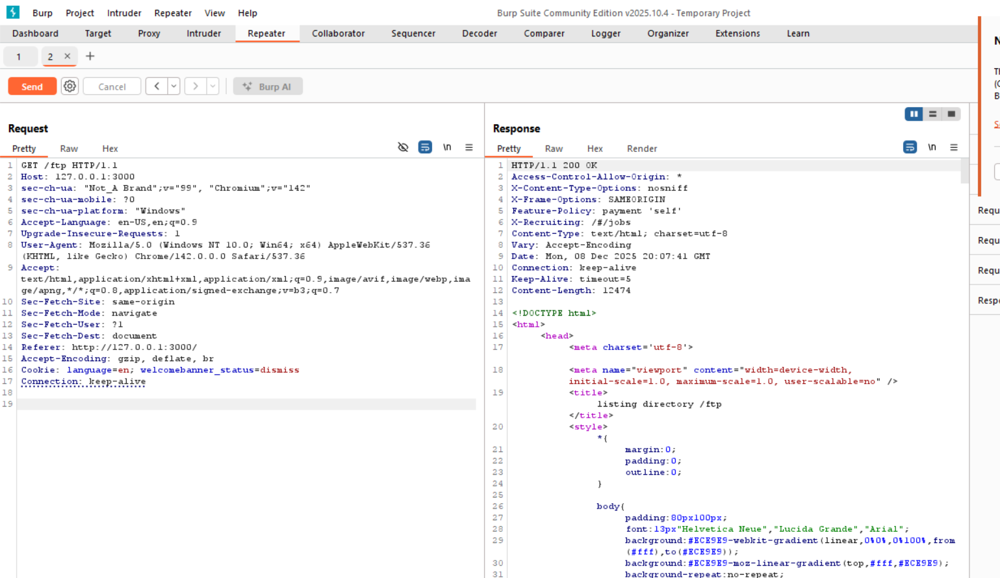 Burp Project Intruder Repeater View Help Burp Suite Community Edition v2025.10.4 - Temporary Project
Dashboard Target Proxy Intruder Repeater Collaborator Sequencer Decoder Comparer Logger Organizer Extensions Learn
1 2 × +
Send Cancel < > Burp AI
Request
Pretty Raw Hex \n
1 GET /ftp HTTP/1.1
2 Host: 127.0.0.1:3000
3 sec-ch-ua: "Not_A Brand";v="99", "Chromium";v="142"
4 sec-ch-ua-mobile: ?0
5 sec-ch-ua-platform: "Windows"
6 Accept-Language: en-US,en;q=0.9
7 Upgrade-Insecure-Requests: 1
8 User-Agent: Mozilla/5.0 (Windows NT 10.0; Win64; x64) AppleWebKit/537.36
(KHTML, like Gecko) Chrome/142.0.0.0 Safari/537.36
9 Accept:
text/html,application/xhtml+xml,application/xml;q=0.9,image/avif,image/webp,ima
ge/apng,*/*;q=0.8,application/signed-exchange;v=b3;q=0.7
10 Sec-Fetch-Site: same-origin
11 Sec-Fetch-Mode: navigate
12 Sec-Fetch-User: ?1
13 Sec-Fetch-Dest: document
14 Referer: http://127.0.0.1:3000/
15 Accept-Encoding: gzip, deflate, br
16 Cookie: language=en; welcomebanner_status=dismiss
17 Connection: keep-alive
18
19
Response
Pretty Raw Hex Render \n
1 HTTP/1.1 200 OK
2 Access-Control-Allow-Origin: *
3 X-Content-Type-Options: nosniff
4 X-Frame-Options: SAMEORIGIN
5 Feature-Policy: payment 'self'
6 X-Recruiting: /#/jobs
7 Content-Type: text/html; charset=utf-8
8 Vary: Accept-Encoding
9 Date: Mon, 08 Dec 2025 20:07:41 GMT
10 Connection: keep-alive
11 Keep-Alive: timeout=5
12 Content-Length: 12474
13
14 <!DOCTYPE html>
15 <html>
16 <head>
17 <meta charset='utf-8'>
18 <meta name="viewport" content="width=device-width,
initial-scale=1.0, maximum-scale=1.0, user-scalable=no" />
19 <title>
listing directory /ftp
</title>
20 <style>
*{
21 margin:0;
22 padding:0;
23 outline:0;
24 }
25
26 body{
27 padding:80px100px;
28 font:13px"Helvetica Neue","Lucida Grande","Arial";
29 background:#ECE9E9-webkit-gradient(linear,0%0%,0%100%,from
(#fff),to(#ECE9E9));
30 background:#ECE9E9-moz-linear-gradient(top,#fff,#ECE9E9);
31 background-repeat:no-repeat;
Requ
Requ
Requ
Respo